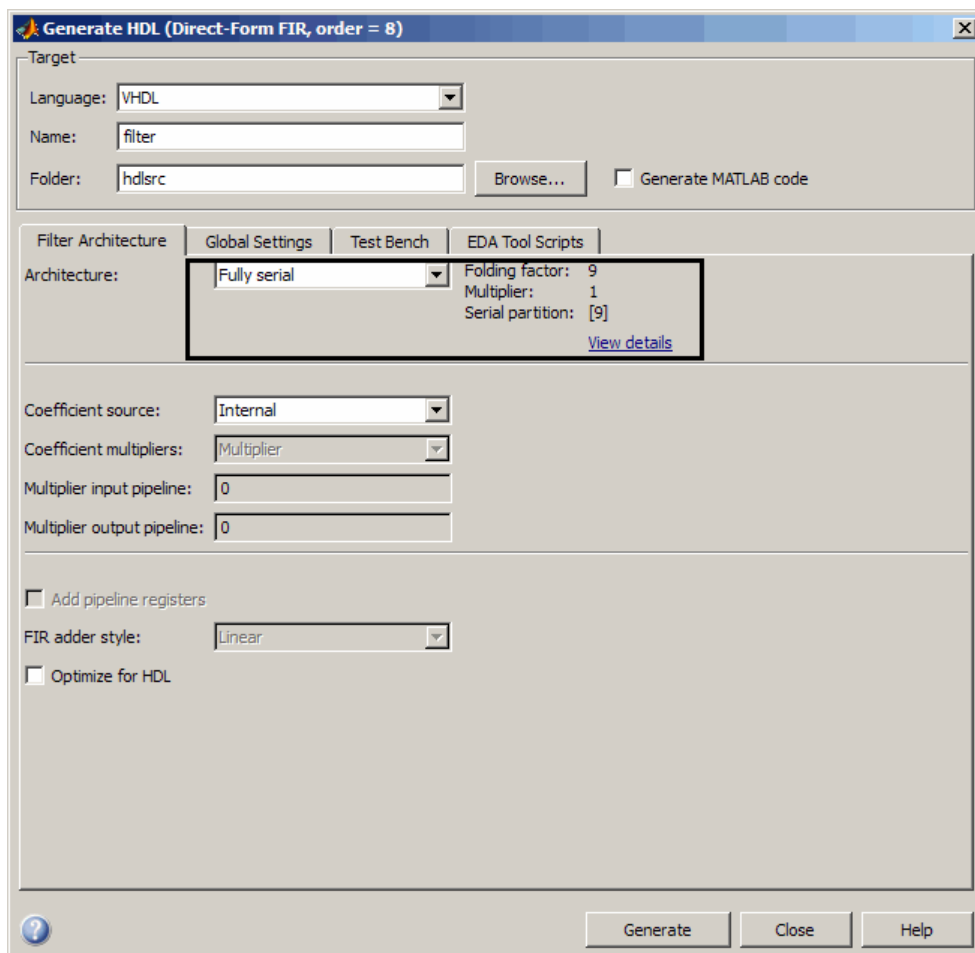 Generate HDL (Direct-Form FIR, order = 8)
Target
Language: VHDL
Name: filter
Folder: hdlsrc Browse... Generate MATLAB code
Filter Architecture Global Settings Test Bench EDA Tool Scripts
Architecture: Fully serial Folding factor: 9
Multiplier: 1
Serial partition: [9]
View details
Coefficient source: Internal
Coefficient multipliers: Multiplier
Multiplier input pipeline: 0
Multiplier output pipeline: 0
Add pipeline registers
FIR adder style: Linear
Optimize for HDL
? Generate Close Help